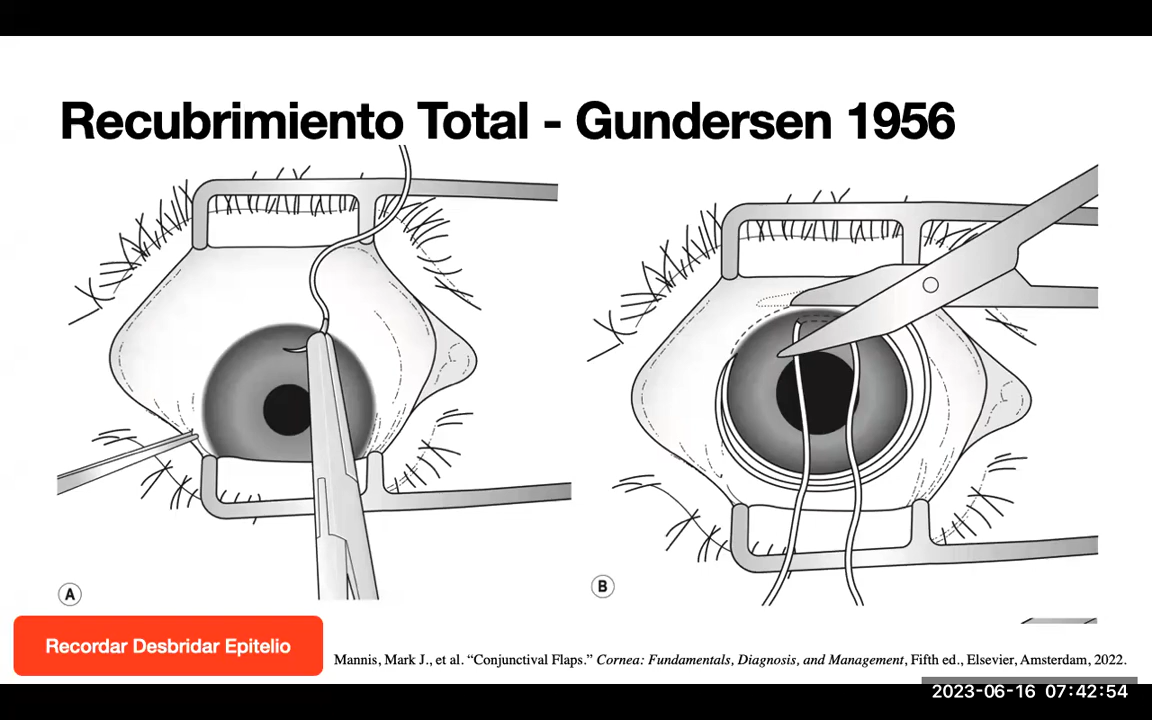 Recubrimiento Total - Gundersen 1956
A
B
Recordar Desbridar Epitelio
Mannis, Mark J., et al. “Conjunctival Flaps.” Cornea: Fundamentals, Diagnosis, and Management, Fifth ed., Elsevier, Amsterdam, 2022.
2023-06-16 07:42:54